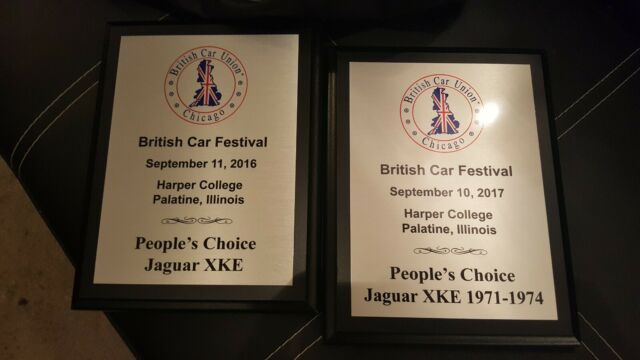 British Car Union
Chicago
British Car Festival
September 11, 2016
Harper College
Palatine, Illinois
People's Choice
Jaguar XKE
British Car Union
Chicago
British Car Festival
September 10, 2017
Harper College
Palatine, Illinois
People's Choice
Jaguar XKE 1971-1974